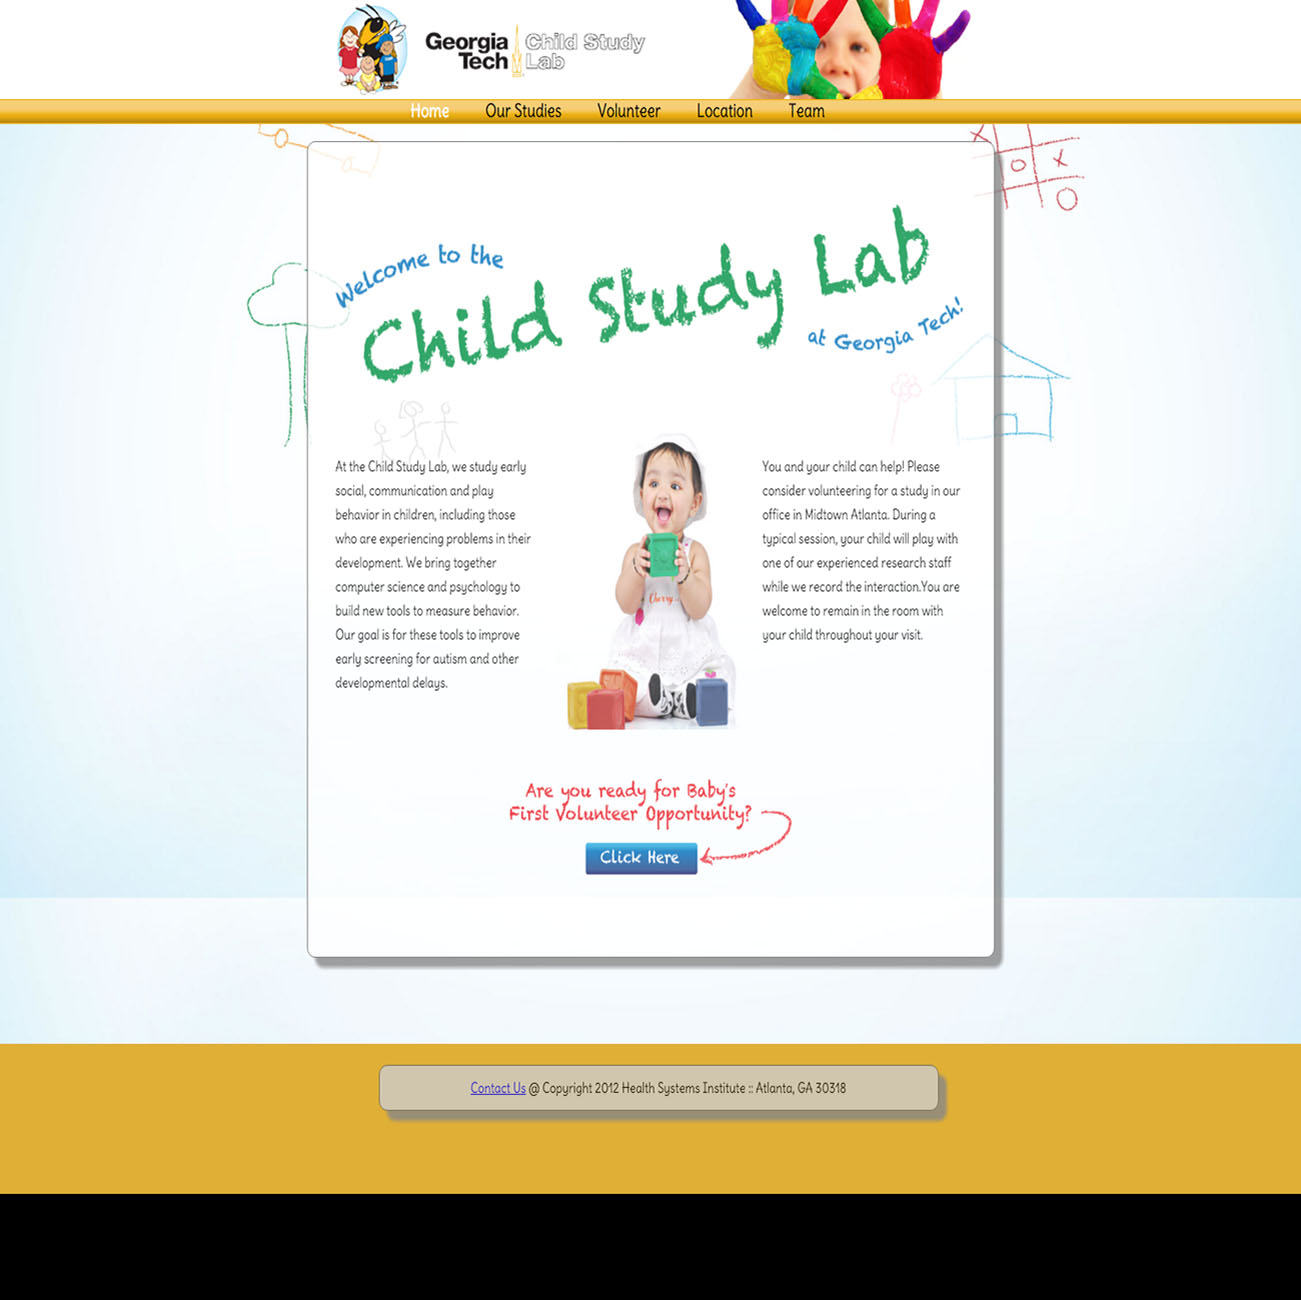 Georgia Tech
Child Study Lab
Home Our Studies Volunteer Location Team
Welcome to the
Child Study Lab
at Georgia Tech!
At the Child Study Lab, we study early
social, communication and play
behavior in children, including those
who are experiencing problems in their
development. We bring together
computer science and psychology to
build new tools to measure behavior.
Our goal is for these tools to improve
early screening for autism and other
developmental delays.
Cherry
You and your child can help! Please
consider volunteering for a study in our
office in Midtown Atlanta. During a
typical session, your child will play with
one of our experienced research staff
while we record the interaction.You are
welcome to remain in the room with
your child throughout your visit.
Are you ready for Baby's
First Volunteer Opportunity?
Click Here
Contact Us @ Copyright 2012 Health Systems Institute :: Atlanta, GA 30318